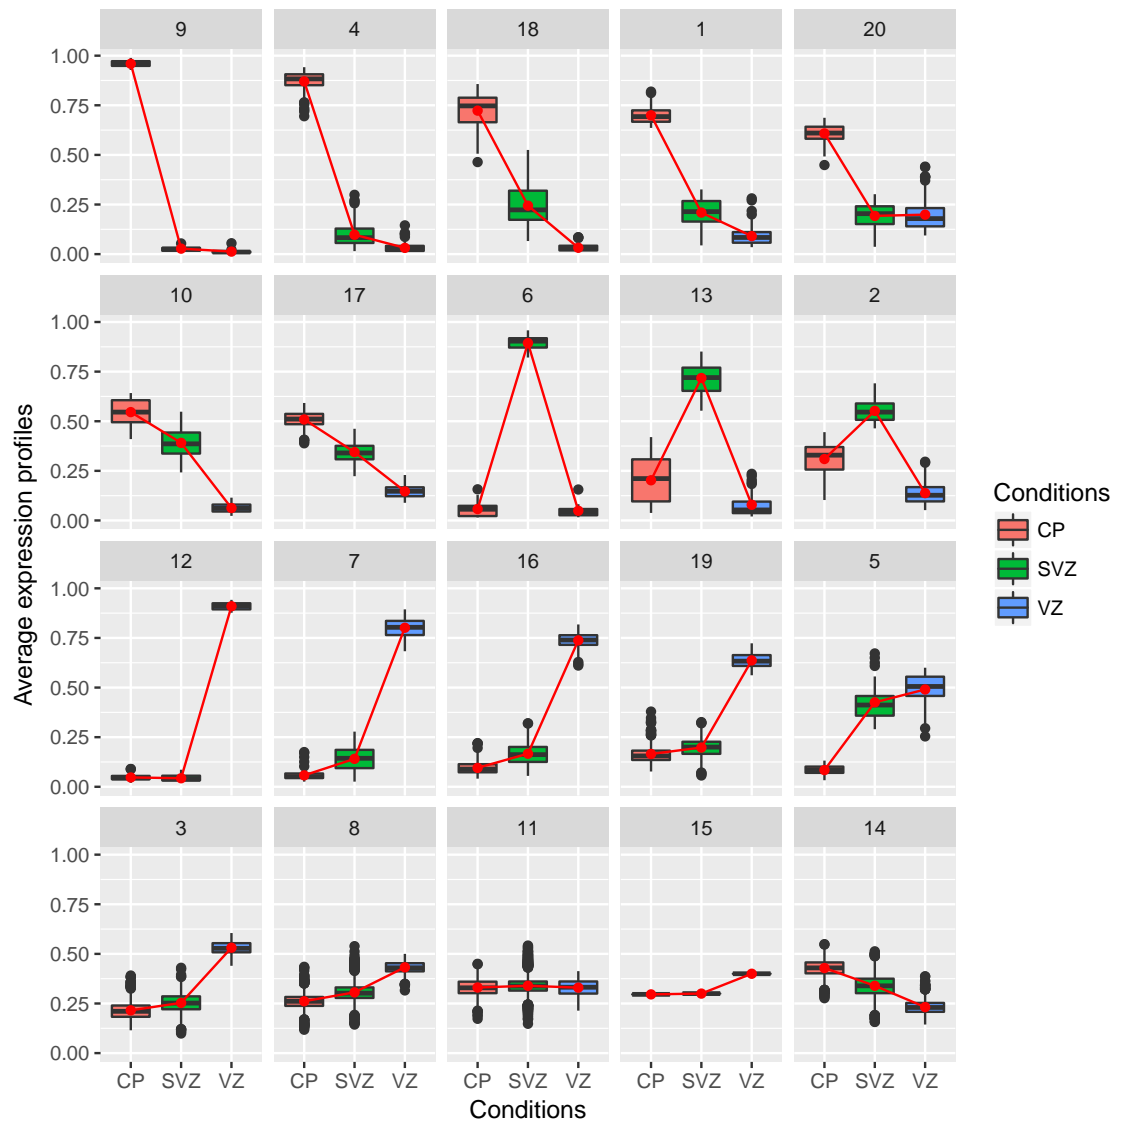 9 4 18 1 20
1.00
0.75
0.50
0.25
0.00
10 17 6 13 2
1.00
0.75
0.50
0.25
0.00
12 7 16 19 5
1.00
0.75
0.50
0.25
0.00
3 8 11 15 14
1.00
0.75
0.50
0.25
0.00
CP SVZ VZ CP SVZ VZ CP SVZ VZ CP SVZ VZ CP SVZ VZ
Conditions
Average expression profiles
Conditions
CP
SVZ
VZ